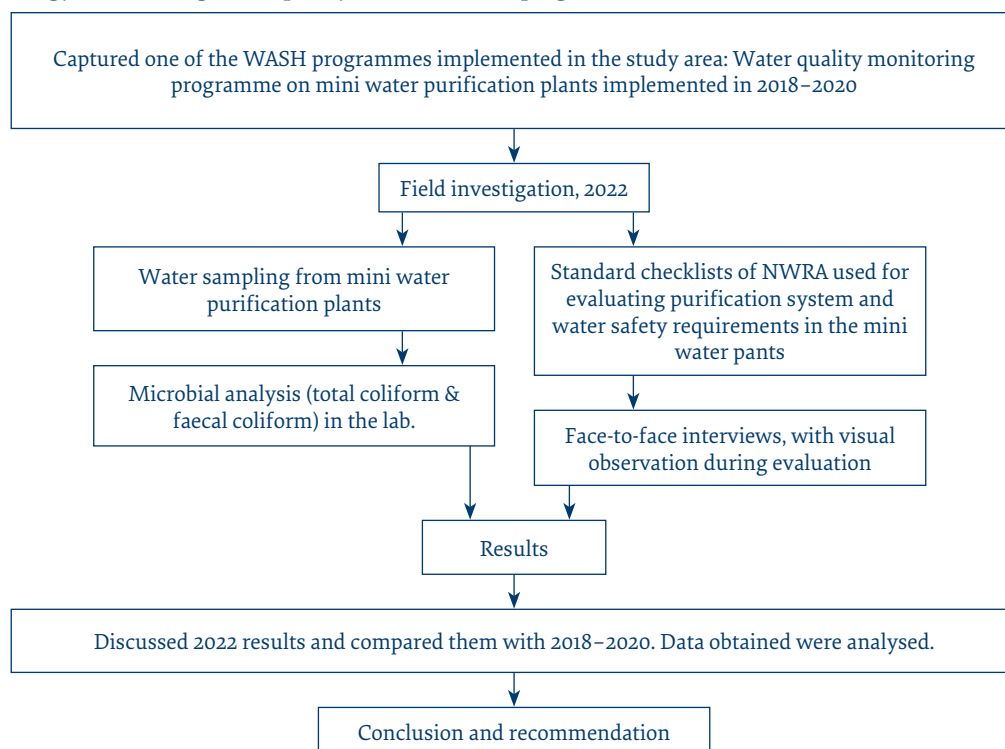 Captured one of the WASH programmes implemented in the study area: Water quality monitoring
programme on mini water purification plants implemented in 2018–2020
Field investigation, 2022
Water sampling from mini water
purification plants
Standard checklists of NWRA used for
evaluating purification system and
water safety requirements in the mini
water pants
Microbial analysis (total coliform &
faecal coliform) in the lab.
Face-to-face interviews, with visual
observation during evaluation
Results
Discussed 2022 results and compared them with 2018–2020. Data obtained were analysed.
Conclusion and recommendation